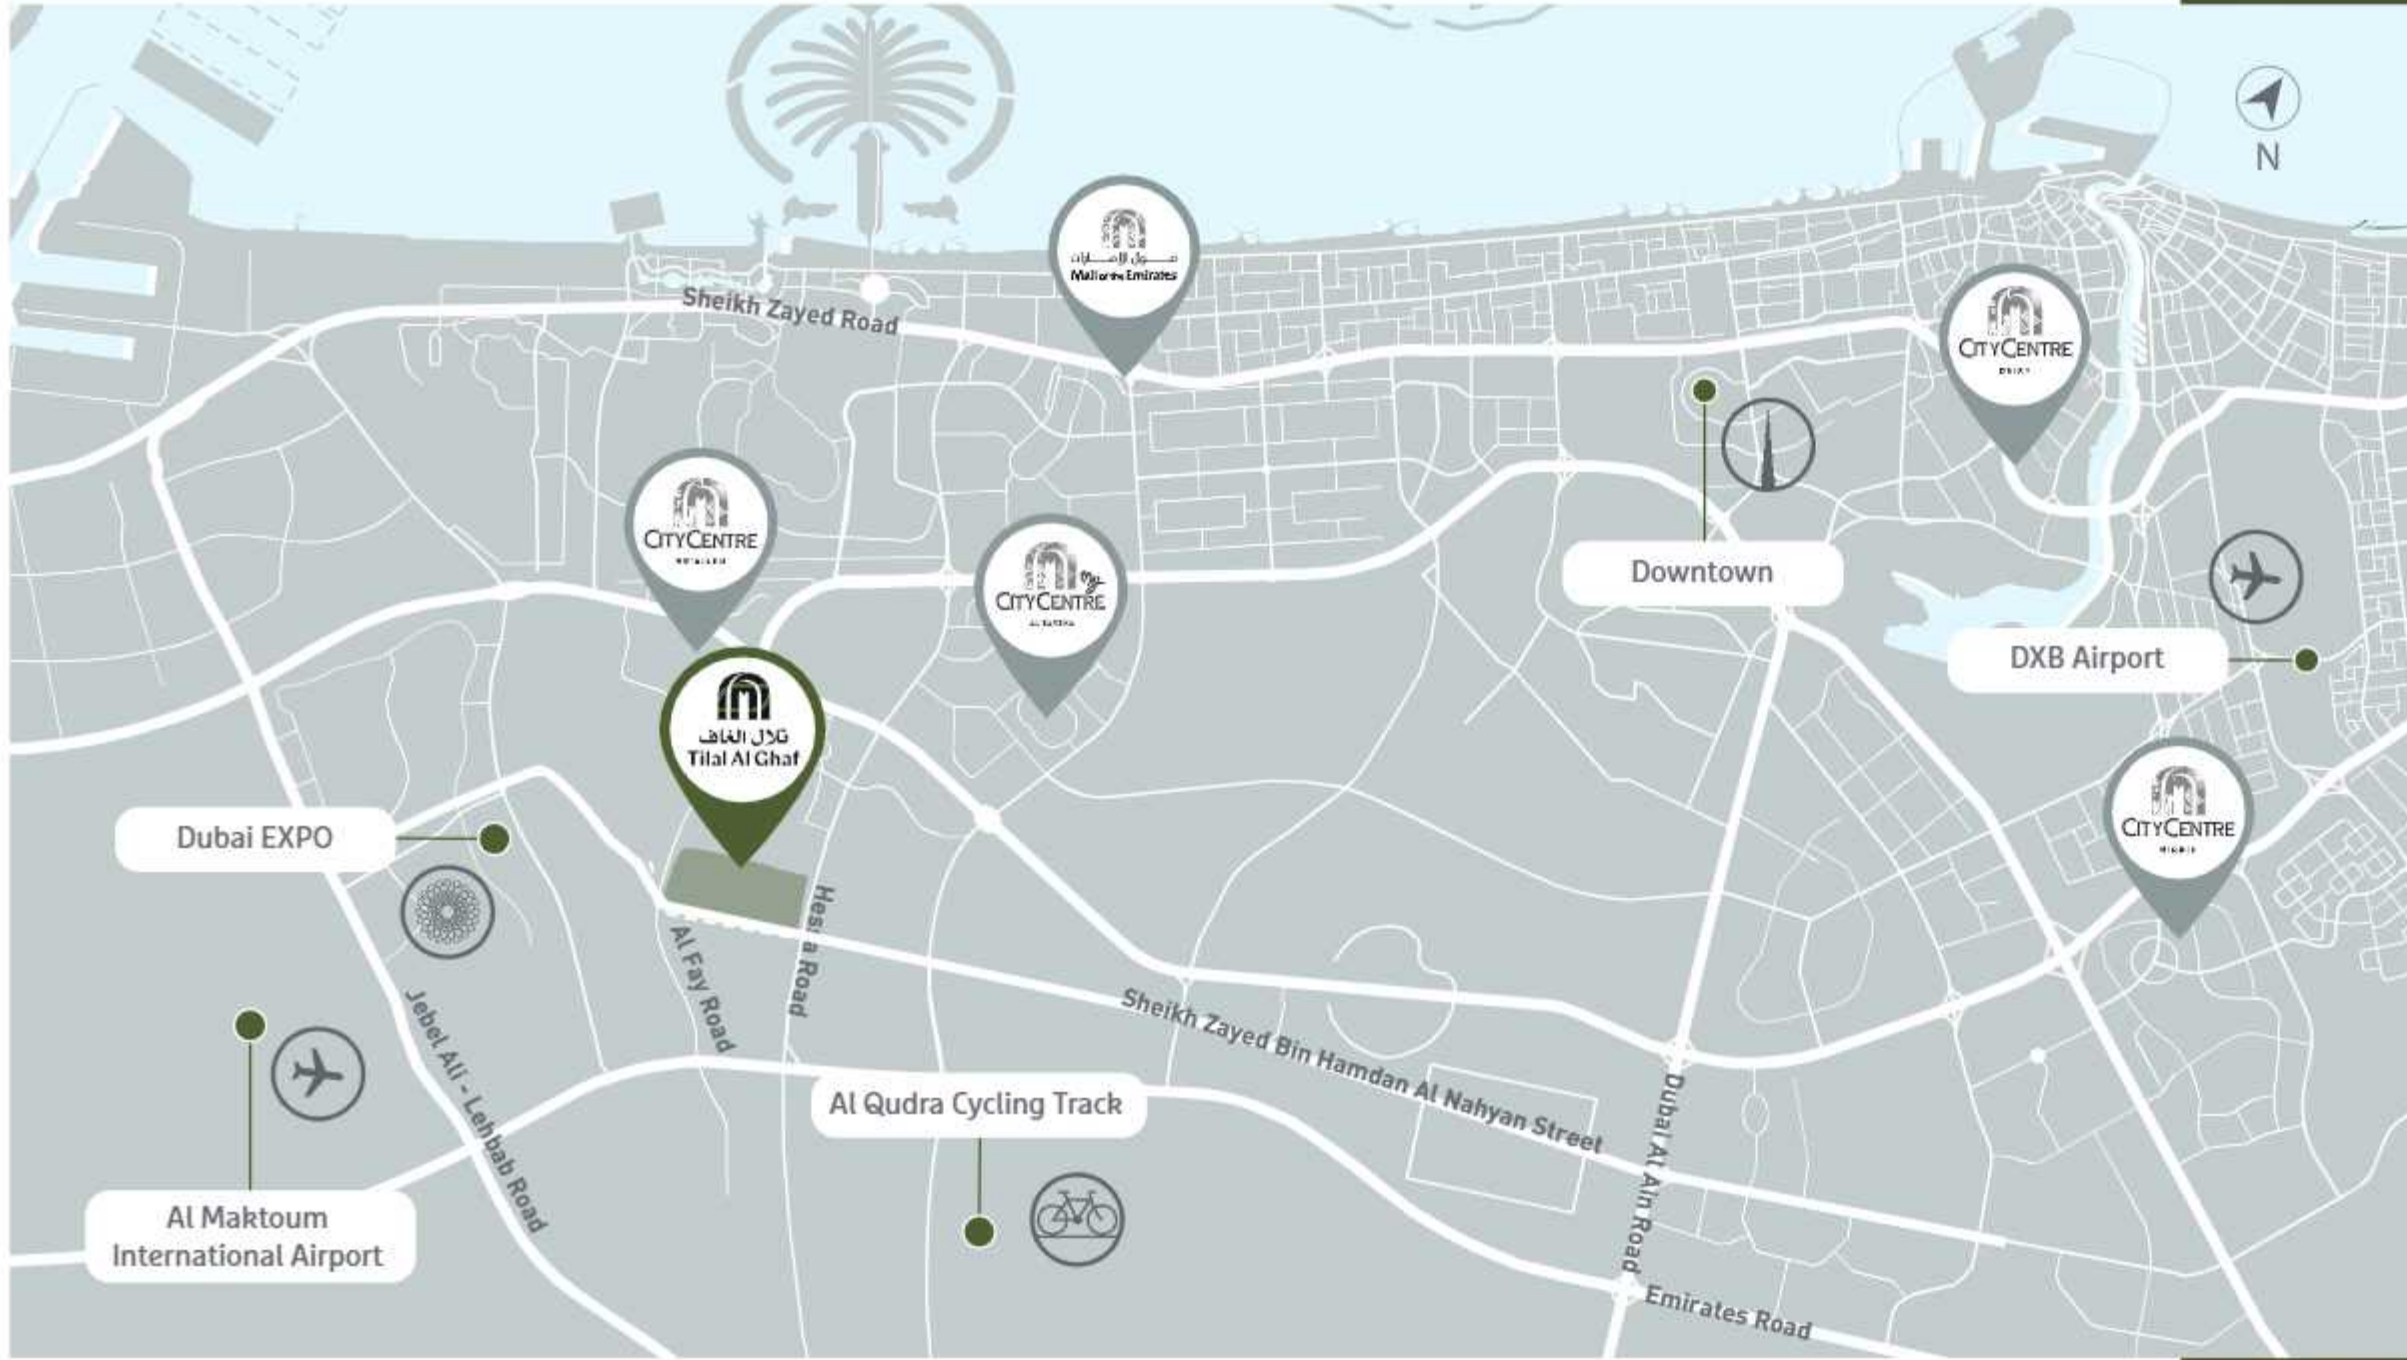 N
مول الإمارات
Mall of the Emirates
Sheikh Zayed Road
CITY CENTRE
CITY CENTRE
CITY CENTRE
Downtown
DXB Airport
تلال الغاف
Tilal Al Ghaf
CITY CENTRE
Dubai EXPO
Hessa Road
Al Fay Road
Jebel Ali - Lehbab Road
Sheikh Zayed Bin Hamdan Al Nahyan Street
Al Qudra Cycling Track
Dubai Al Ain Road
Al Maktoum
International Airport
Emirates Road